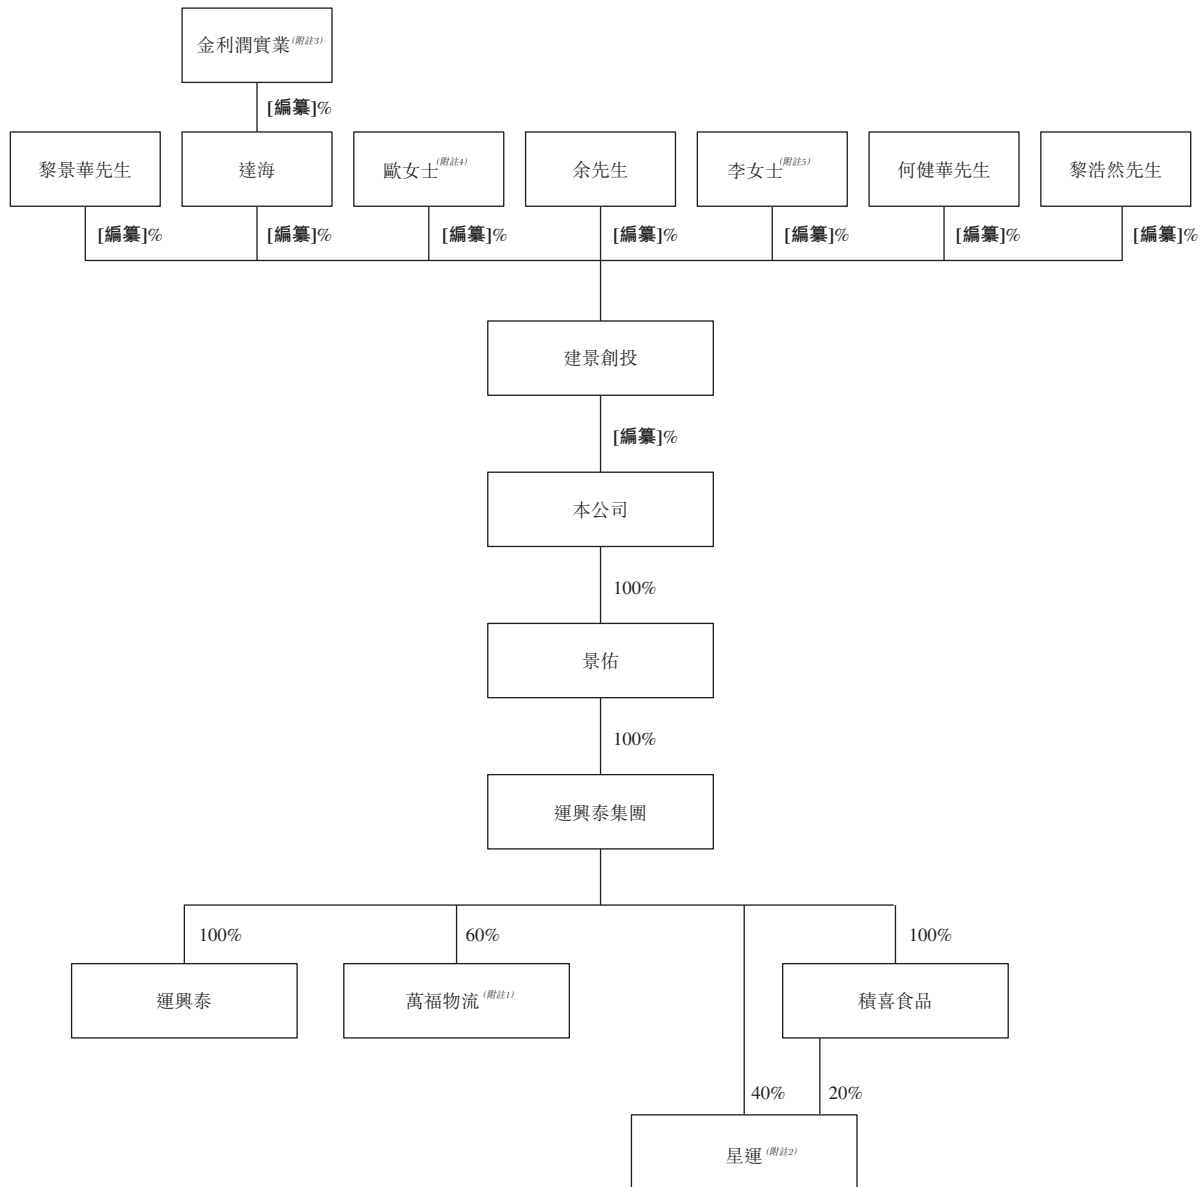 金利潤實業(附註3)
[編纂]%
黎景華先生 達海 歐女士(附註4) 余先生 李女士(附註5) 何健華先生 黎浩然先生
[編纂]% [編纂]% [編纂]% [編纂]% [編纂]% [編纂]% [編纂]%
建景創投
[編纂]%
本公司
100%
景佑
100%
運興泰集團
100% 60% 100%
運興泰 萬福物流(附註1) 積喜食品
40% 20%
星運(附註2)